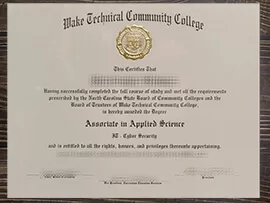 Wake Technical Community College
This Certifies That
Having successfully completed the full course of study and met all the requirements
prescribed by the North Carolina State Board of Community Colleges and the
Board of Trustees of Wake Technical Community College,
is hereby awarded the Degree
Associate in Applied Science
IT - Cyber Security
and is entitled to all the rights, honors, and privileges thereunto appertaining.